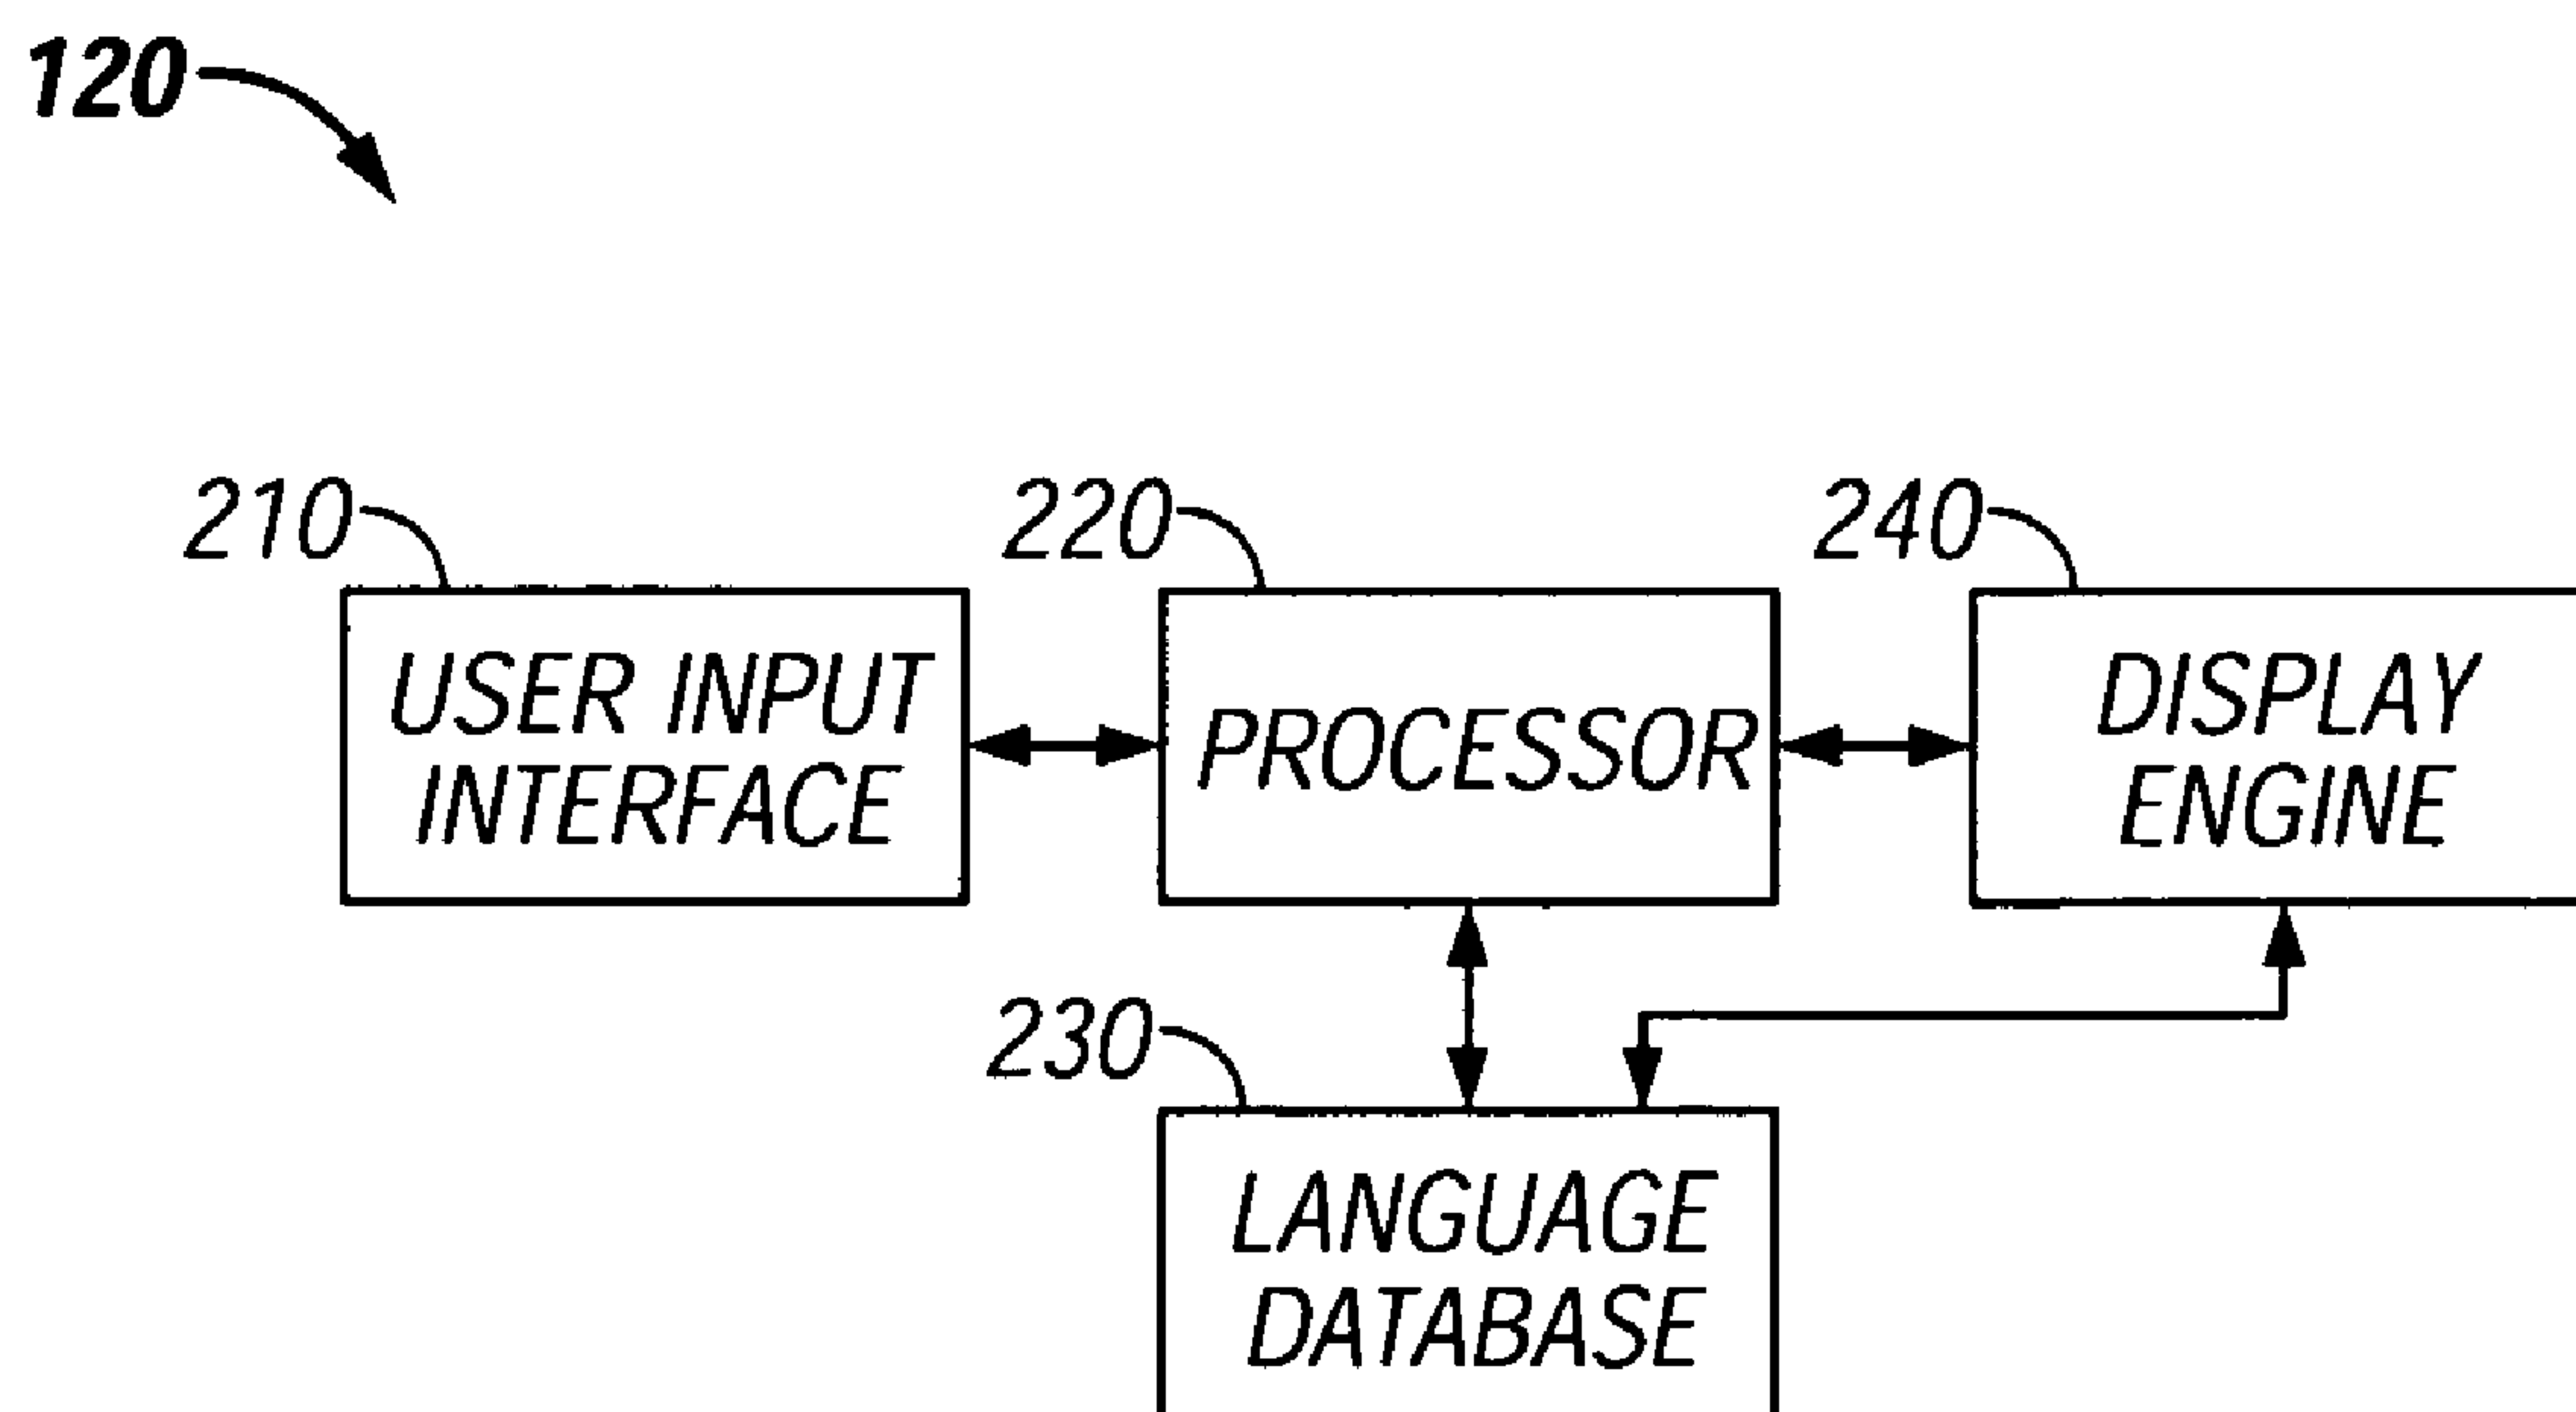 120
210
220
240
USER INPUT
INTERFACE
PROCESSOR
DISPLAY
ENGINE
230
LANGUAGE
DATABASE